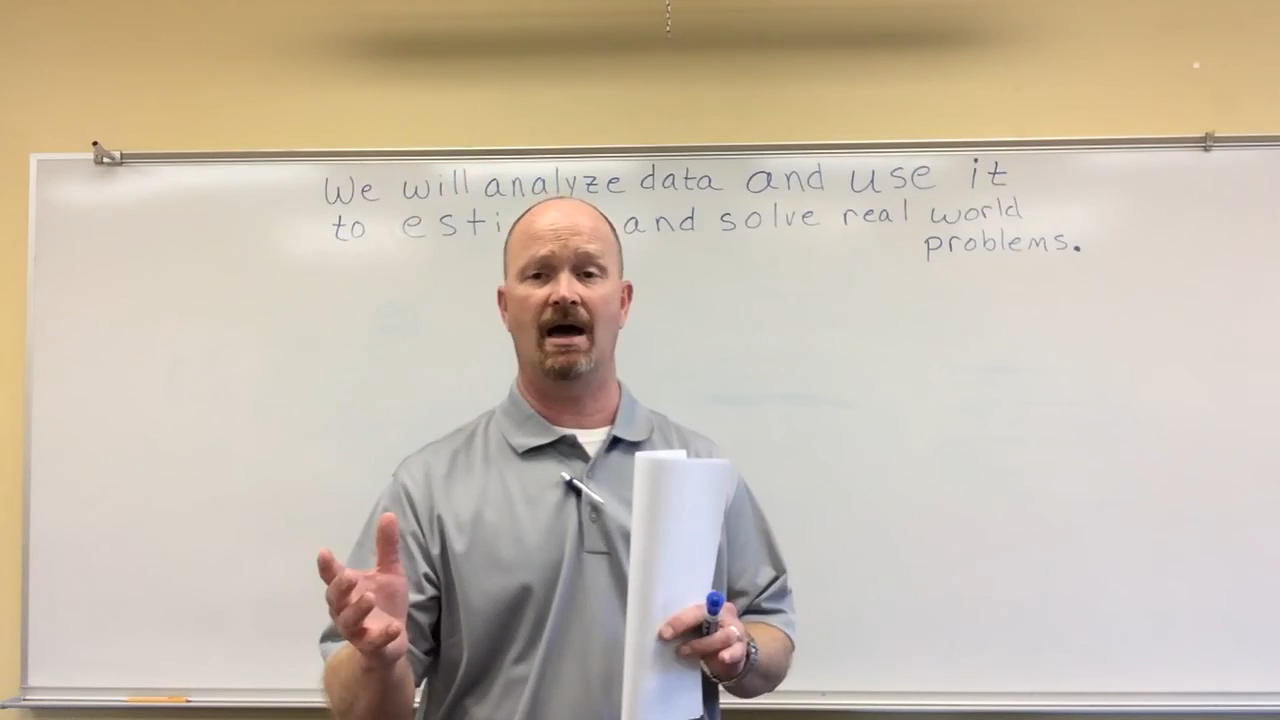 We will analyze data and use it
to esti and solve real world
problems.